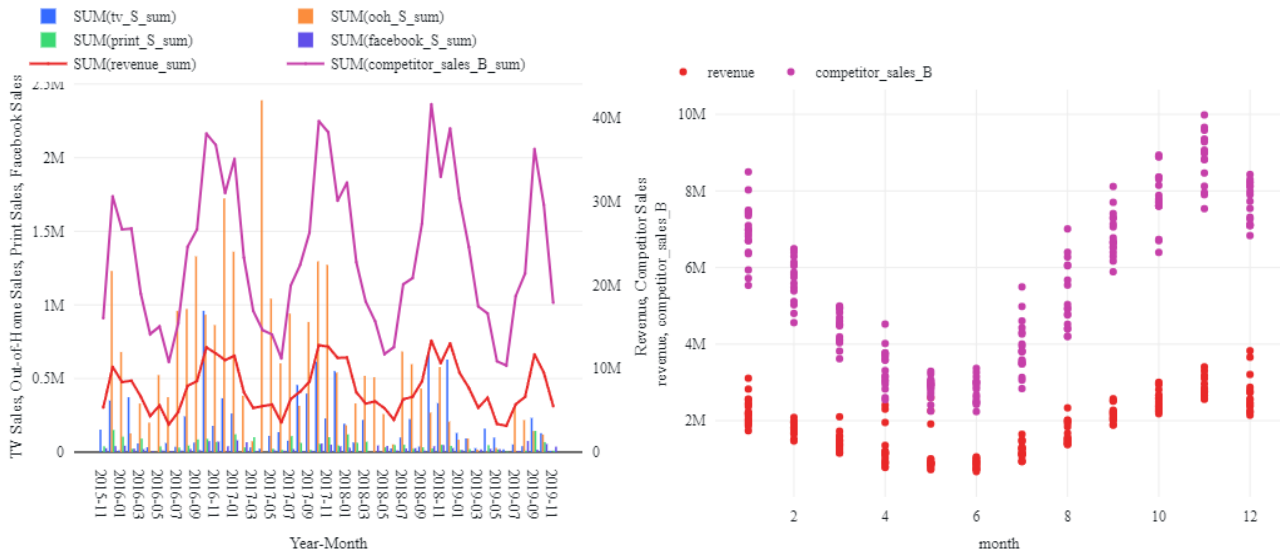 SUM(tv_S_sum) SUM(ooh_S_sum)
SUM(print_S_sum) SUM(facebook_S_sum)
SUM(revenue_sum) SUM(competitor_sales_B_sum)
TV Sales, Out-of-Home Sales, Print Sales, Facebook Sales
2.5M
2M
1.5M
1M
0.5M
0
40M
30M
20M
10M
0
Revenue, Competitor Sales
2015-11
2016-01
2016-03
2016-05
2016-07
2016-09
2016-11
2017-01
2017-03
2017-05
2017-07
2017-09
2017-11
2018-01
2018-03
2018-05
2018-07
2018-09
2018-11
2019-01
2019-03
2019-05
2019-07
2019-09
2019-11
Year-Month
revenue competitor_sales_B
revenue, competitor_sales_B
10M
8M
6M
4M
2M
2 4 6 8 10 12
month